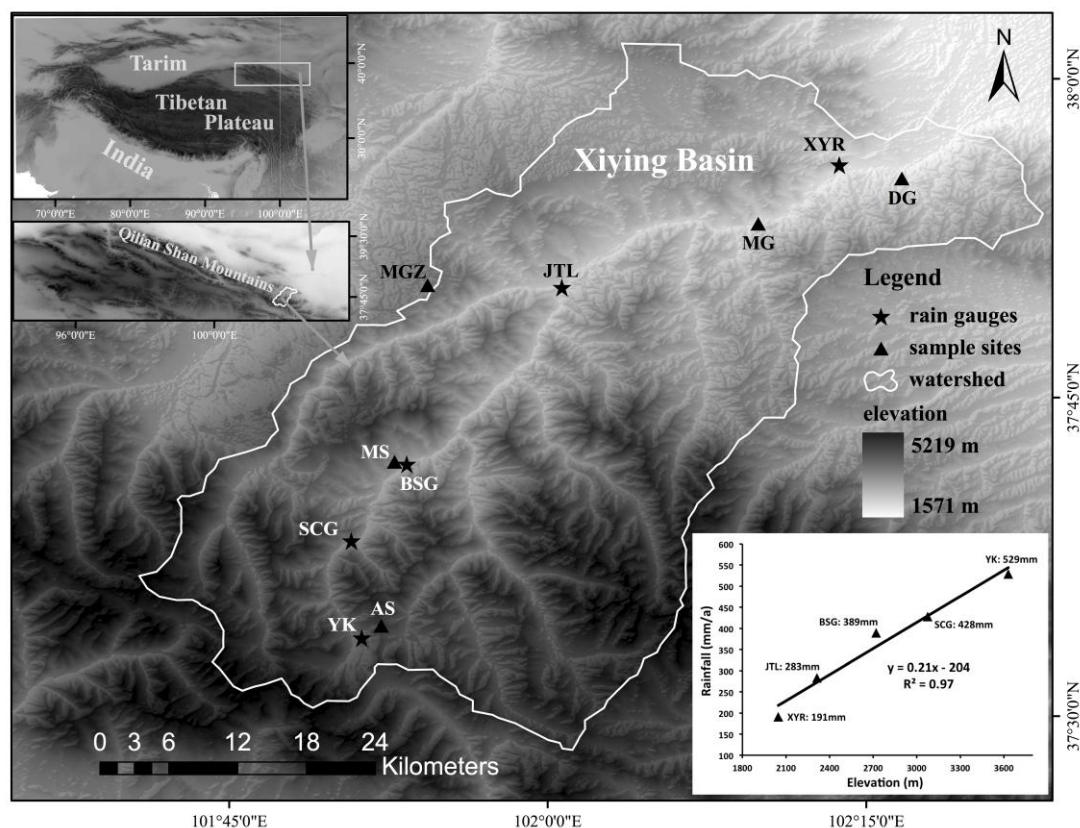 Tarim
Tibetan
Plateau
India
40°0'0"N
30°0'0"N
70°0'0"E 80°0'0"E 90°0'0"E 100°0'0"E
Qilian Shan Mountains
39°30'0"N
37°45'0"N
96°0'0"E 100°0'0"E
N
Xiying Basin
XYR
DG
MG
MGZ
JTL
MS
BSG
SCG
AS
YK
Legend
rain gauges
sample sites
watershed
elevation
5219 m
1571 m
38°0'0"N
37°45'0"N
37°30'0"N
0 3 6 12 18 24
Kilometers
101°45'0"E 102°0'0"E 102°15'0"E
Rainfall (mm/a)
600
550
500
450
400
350
300
250
200
150
100
YK: 529mm
BSG: 389mm
SCG: 428mm
JTL: 283mm
y = 0.21x - 204
R² = 0.97
XYR: 191mm
1800 2100 2400 2700 3000 3300 3600
Elevation (m)